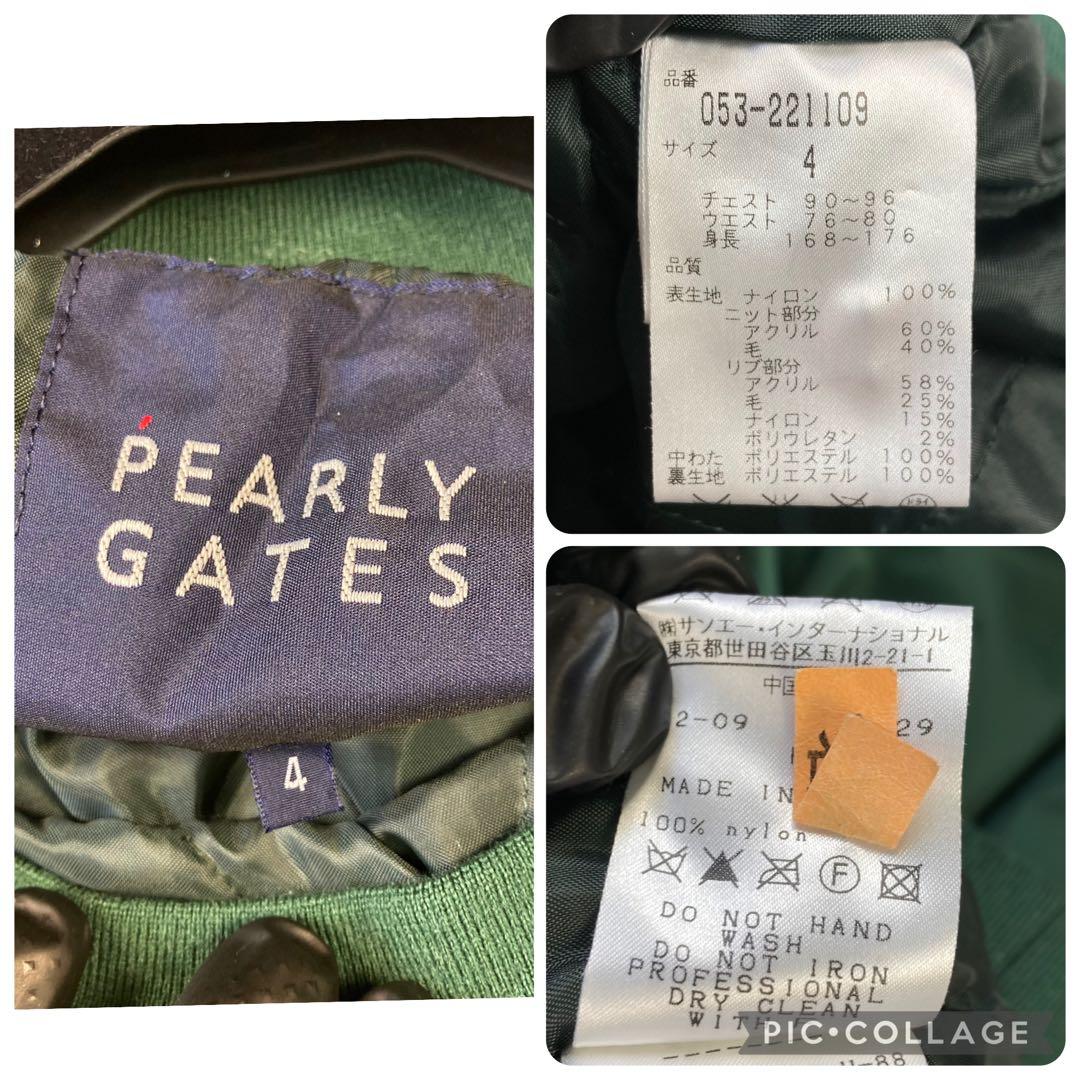 PEARLY
GATES
4
品番
053-221109
サイズ
4
チェスト 90~96
ウエスト 76~80
身長 168~176
品質
表生地 ナイロン 100%
ニット部分
アクリル 60%
毛 40%
リブ部分
アクリル 58%
毛 25%
ナイロン 15%
ポリウレタン 2%
中わた ポリエステル 100%
裏生地 ポリエステル 100%
ドライ
㈱サンエー・インターナショナル
東京都世田谷区玉川2-21-1
中国
2-09 29
MADE IN
100% nylon
F
DO NOT HAND
WASH
DO NOT IRON
PROFESSIONAL
DRY CLEAN
WITH
PIC•COLLAGE